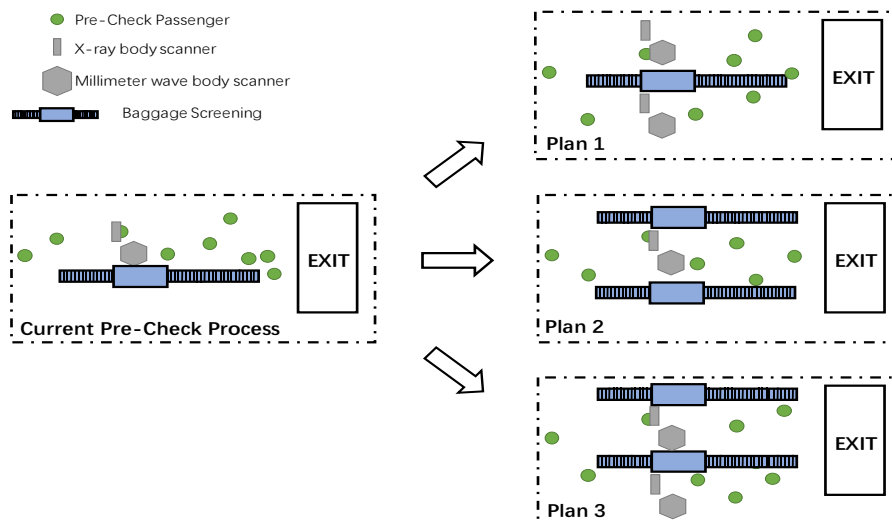 Pre-Check Passenger
X-ray body scanner
Millimeter wave body scanner
Baggage Screening
EXIT
Plan 1
EXIT
Current Pre-Check Process
EXIT
Plan 2
EXIT
Plan 3